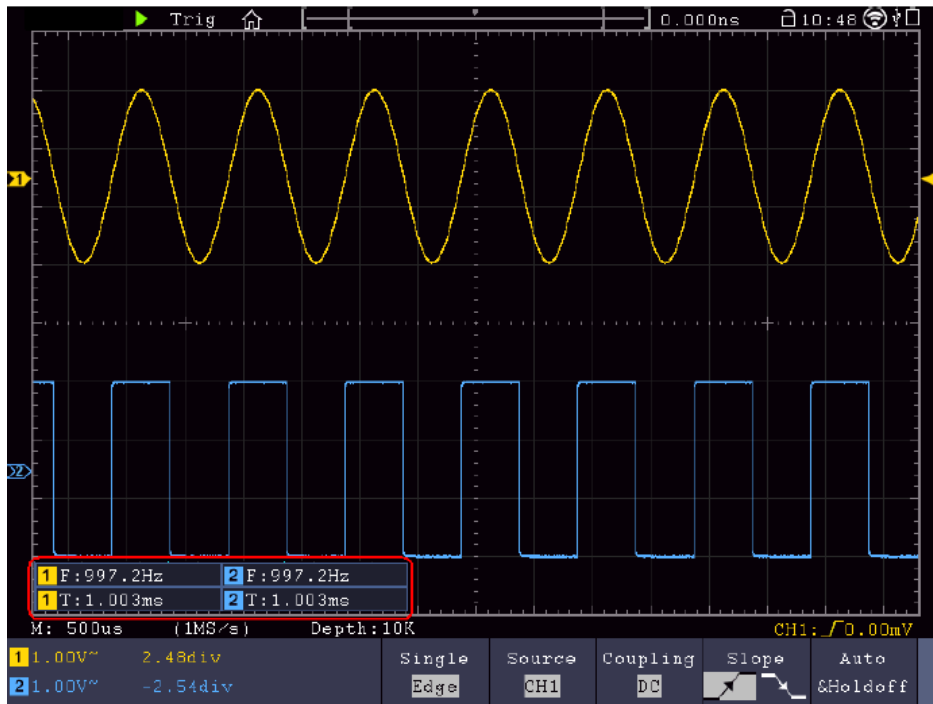 Trig 0.000ns 10:48
1
2
1 F:997.2Hz 2 F:997.2Hz
1 T:1.003ms 2 T:1.003ms
M: 500us (1MS/s) Depth:10K CH1: 0.00mV
1 1.00V~ 2.48div Single Source Coupling Slope Auto
2 1.00V~ -2.54div Edge CH1 DC &Holdoff